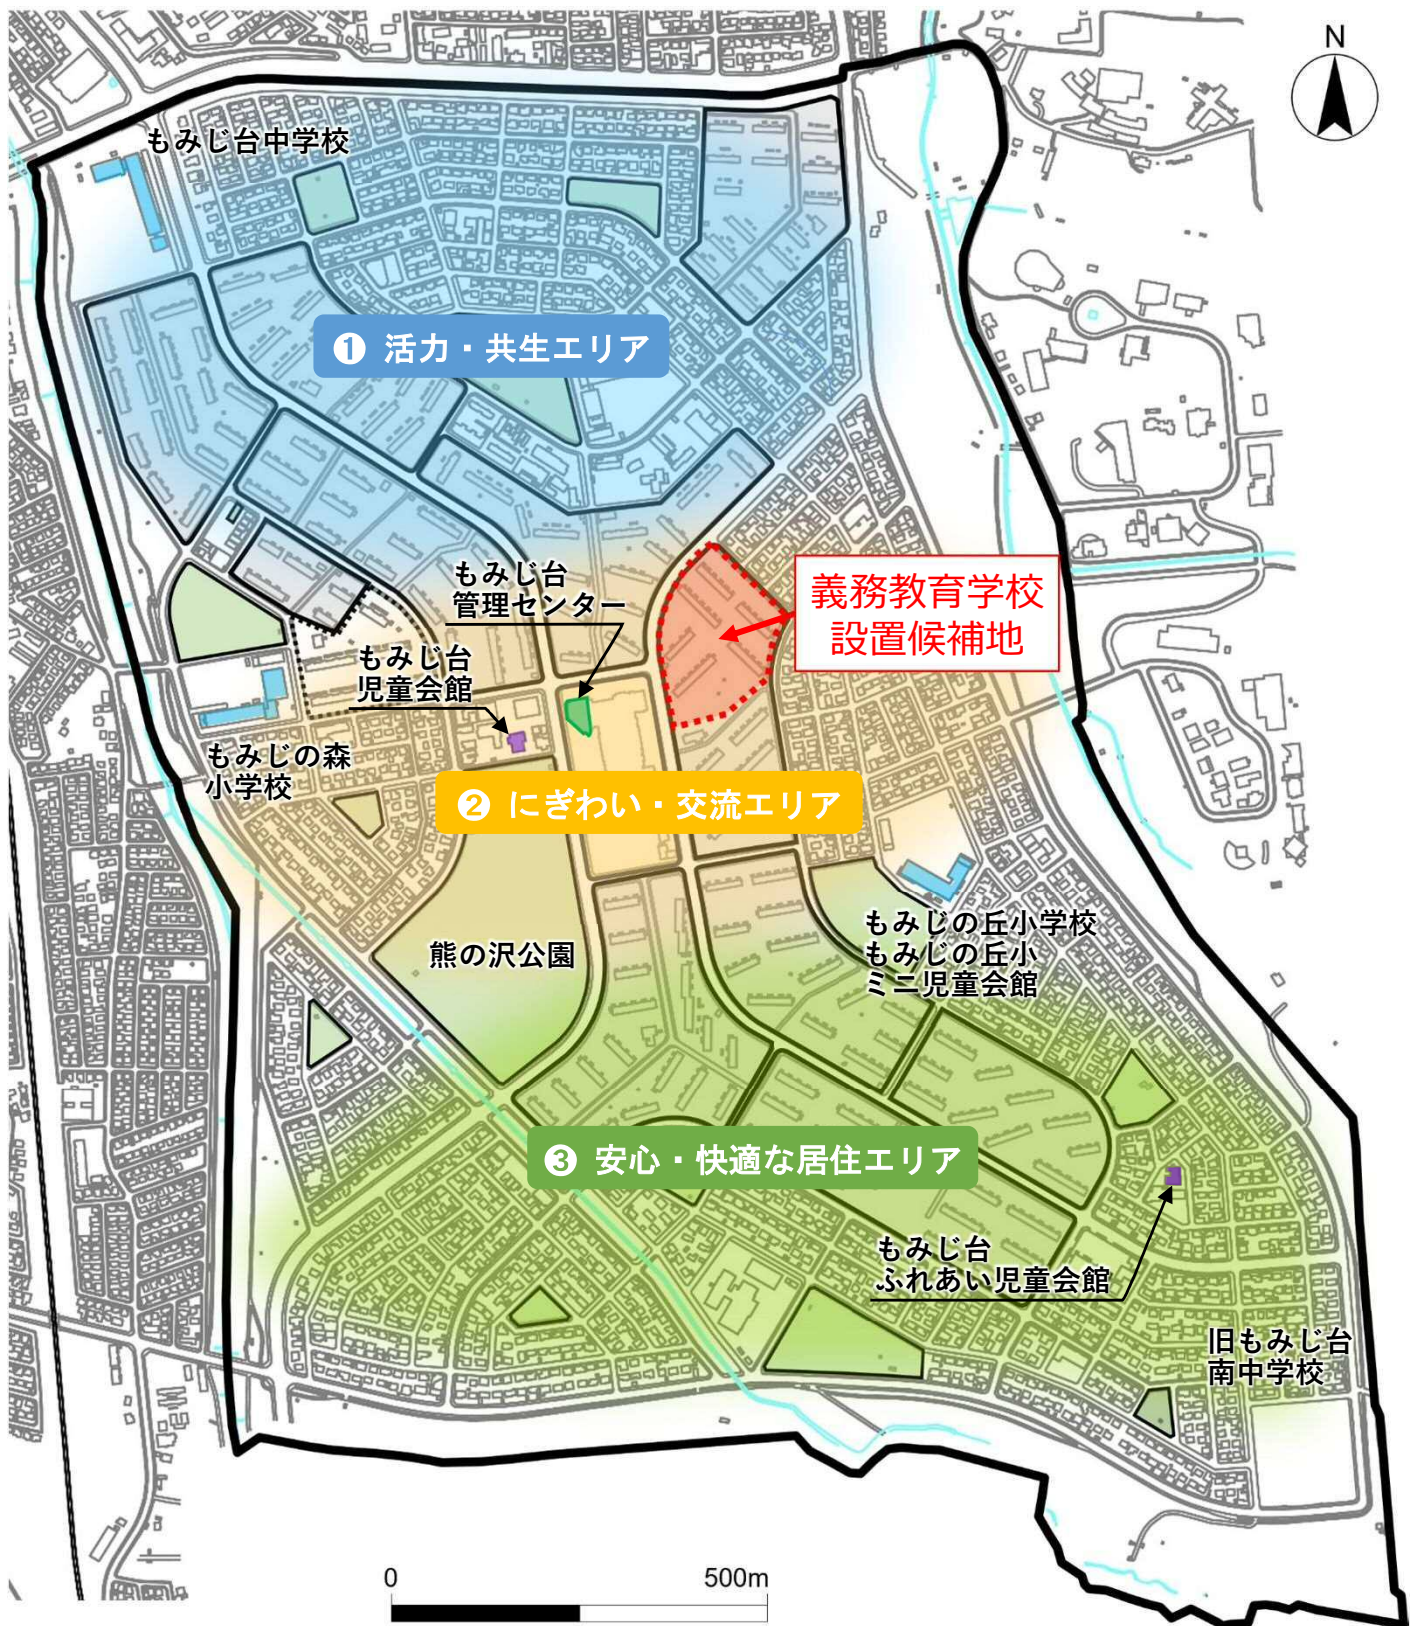 N
もみじ台中学校
❶ 活力・共生エリア
もみじ台
管理センター
義務教育学校
設置候補地
もみじ台
児童会館
もみじの森
小学校
❷ にぎわい・交流エリア
熊の沢公園
もみじの丘小学校
もみじの丘小
ミニ児童会館
❸ 安心・快適な居住エリア
もみじ台
ふれあい児童会館
旧もみじ台
南中学校
0 500m